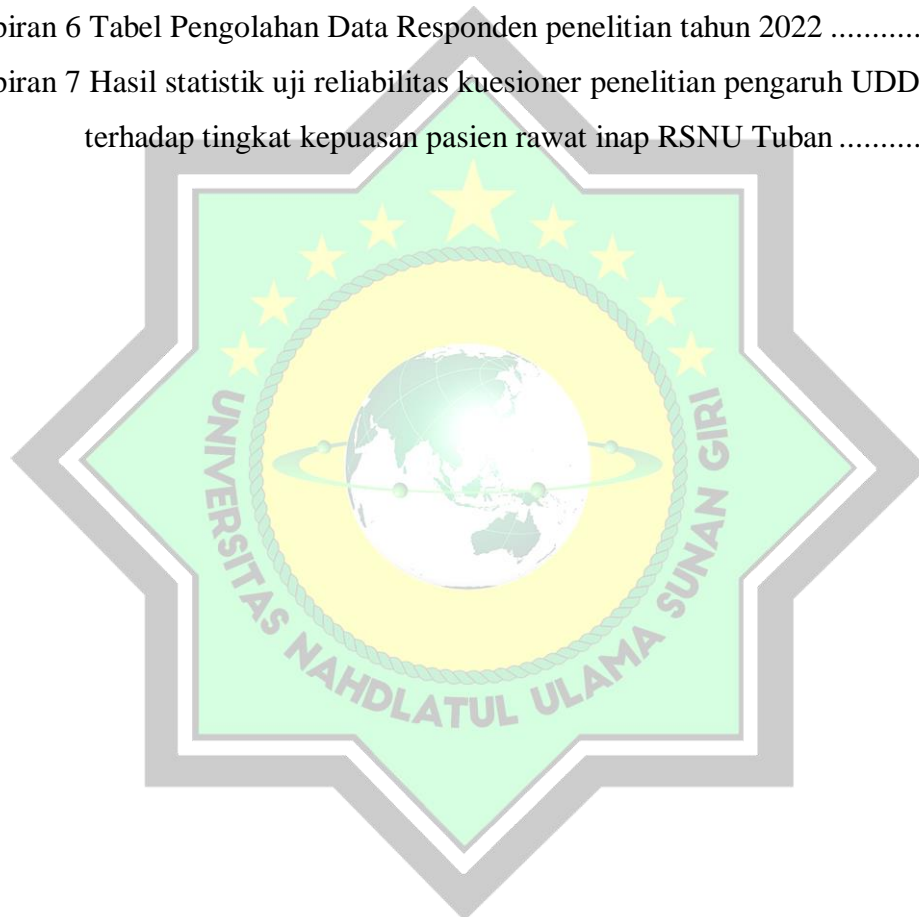 piran 6 Tabel Pengolahan Data Responden penelitian tahun 2022 ...........
piran 7 Hasil statistik uji reliabilitas kuesioner penelitian pengaruh UDD
terhadap tingkat kepuasan pasien rawat inap RSNU Tuban ..........
UNIVERSITAS NAHDLATUL ULAMA SUNAN GIRI